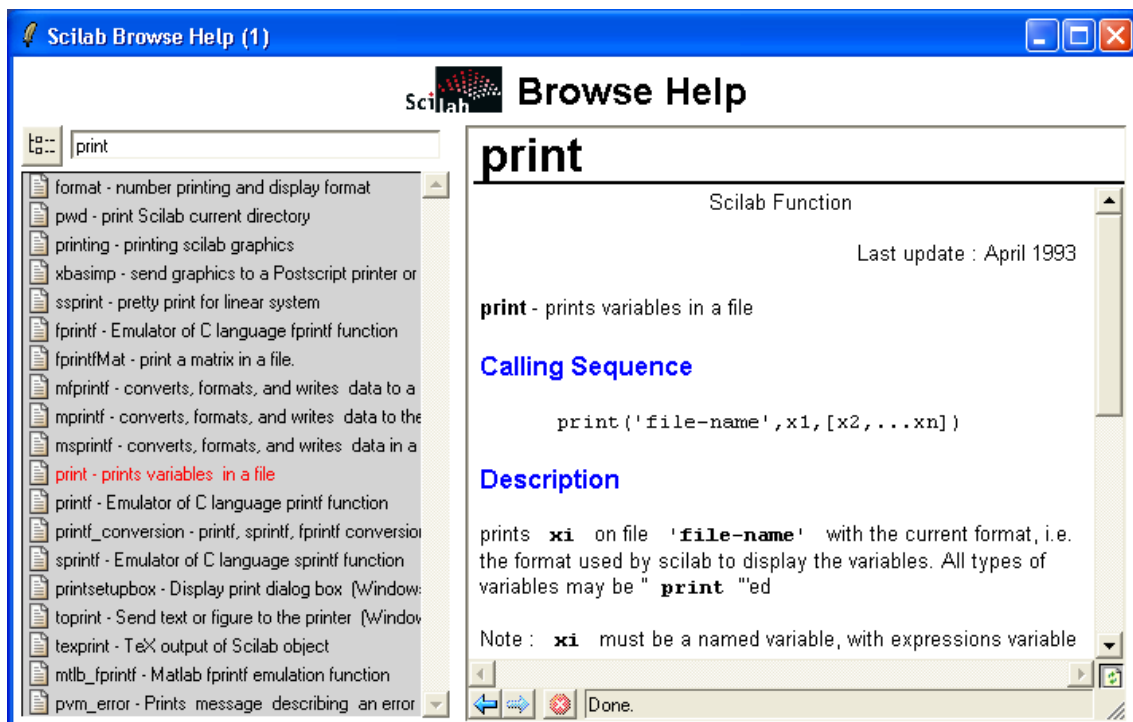 Scilab Browse Help (1)
Scilab Browse Help
print
format - number printing and display format
pwd - print Scilab current directory
printing - printing scilab graphics
xbasimp - send graphics to a Postscript printer or
ssprint - pretty print for linear system
fprintf - Emulator of C language fprintf function
fprintfMat - print a matrix in a file.
mfprintf - converts, formats, and writes  data to a
mprintf - converts, formats, and writes  data to the
msprintf - converts, formats, and writes  data in a
print - prints variables  in a file
printf - Emulator of C language printf function
printf_conversion - printf, sprintf, fprintf conversion
sprintf - Emulator of C language sprintf function
printsetupbox - Display print dialog box  (Windows
toprint - Send text or figure to the printer  (Window
texprint - TeX output of Scilab object
mtlb_fprintf - Matlab fprintf emulation function
pvm_error - Prints  message  describing  an error
print
Scilab Function
Last update : April 1993
print - prints variables in a file
Calling Sequence
print('file-name',x1,[x2,...xn])
Description
prints xi on file 'file-name' with the current format, i.e.
the format used by scilab to display the variables. All types of
variables may be " print "'ed
Note : xi must be a named variable, with expressions variable
Done.